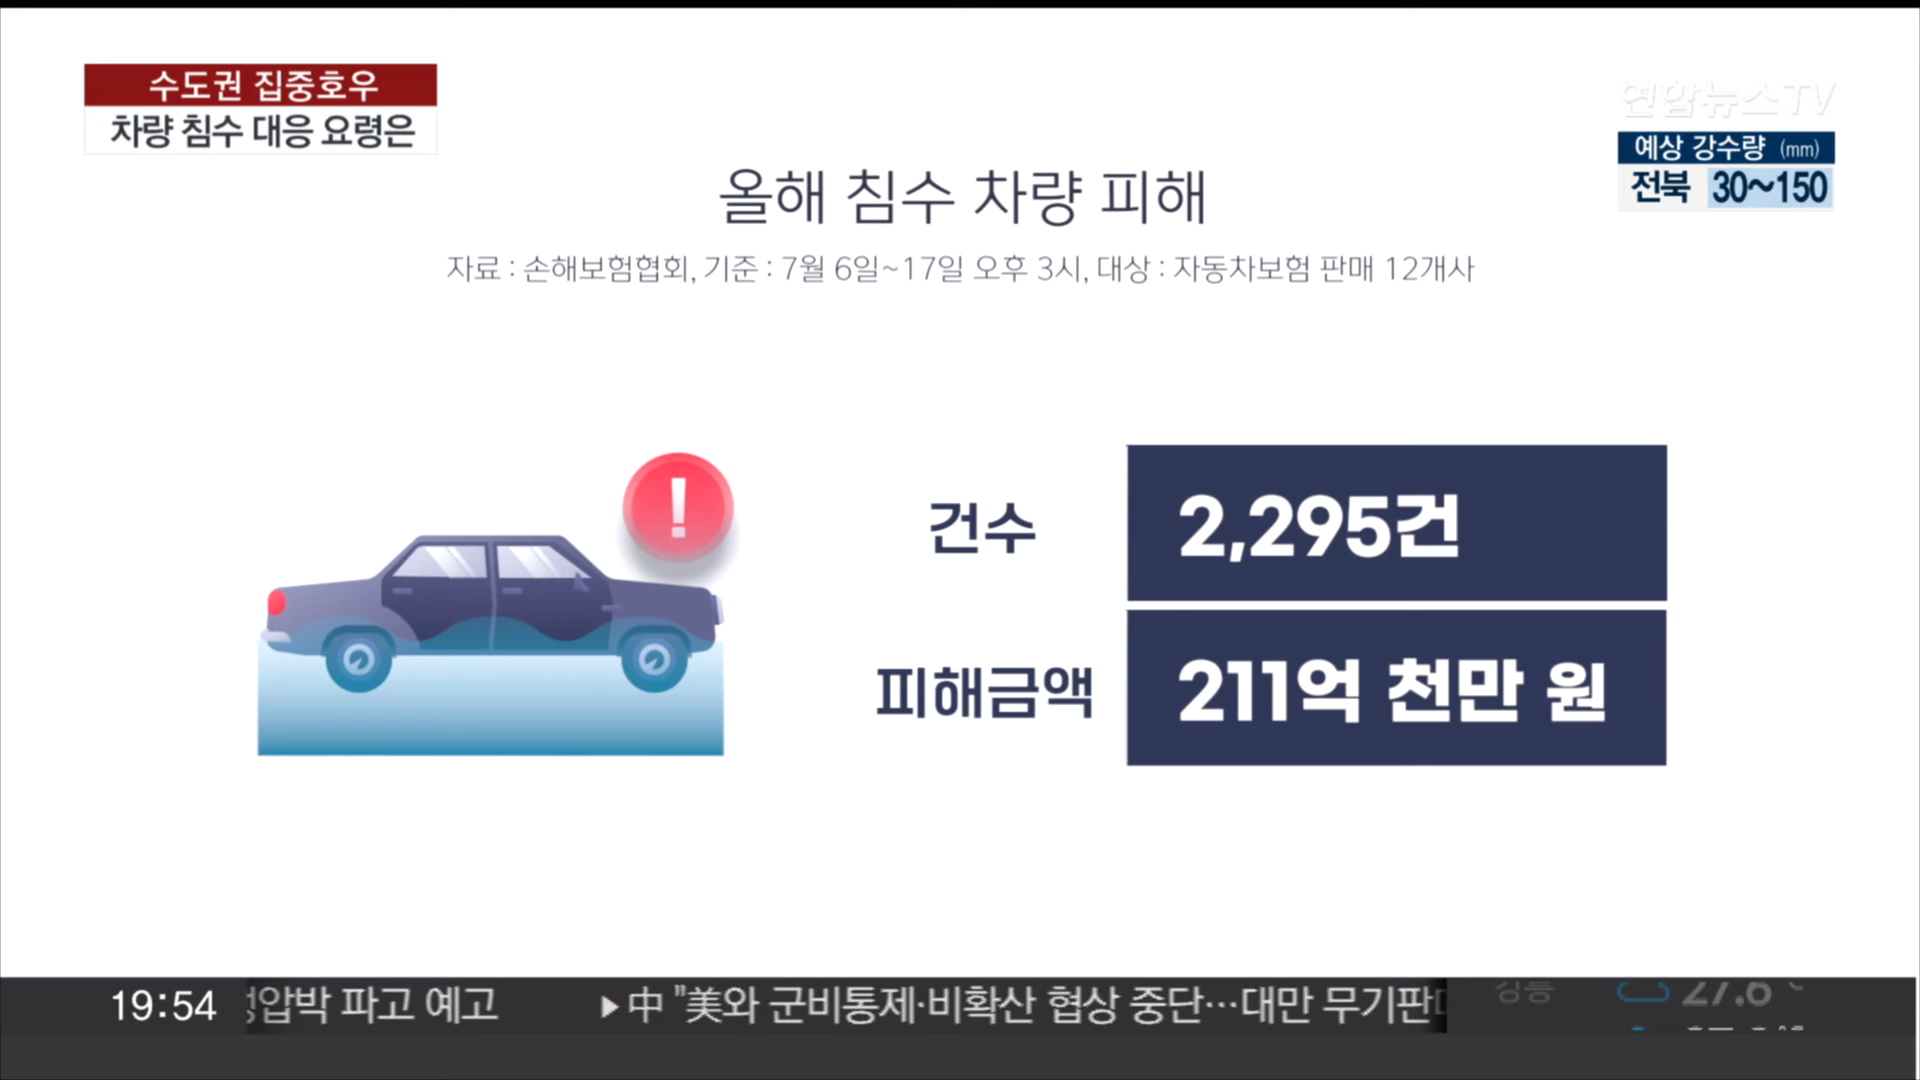 수도권 집중호우
차량 침수 대응 요령은
연합뉴스TV
예상 강수량 (mm)
전북 30~150
올해 침수 차량 피해
자료 : 손해보험협회, 기준 : 7월 6일~17일 오후 3시, 대상 : 자동차보험 판매 12개사
건수 2,295건
피해금액 211억 천만 원
19:54 압박 파고 예고 ▶中 "美와 군비통제·비확산 협상 중단…대만 무기판